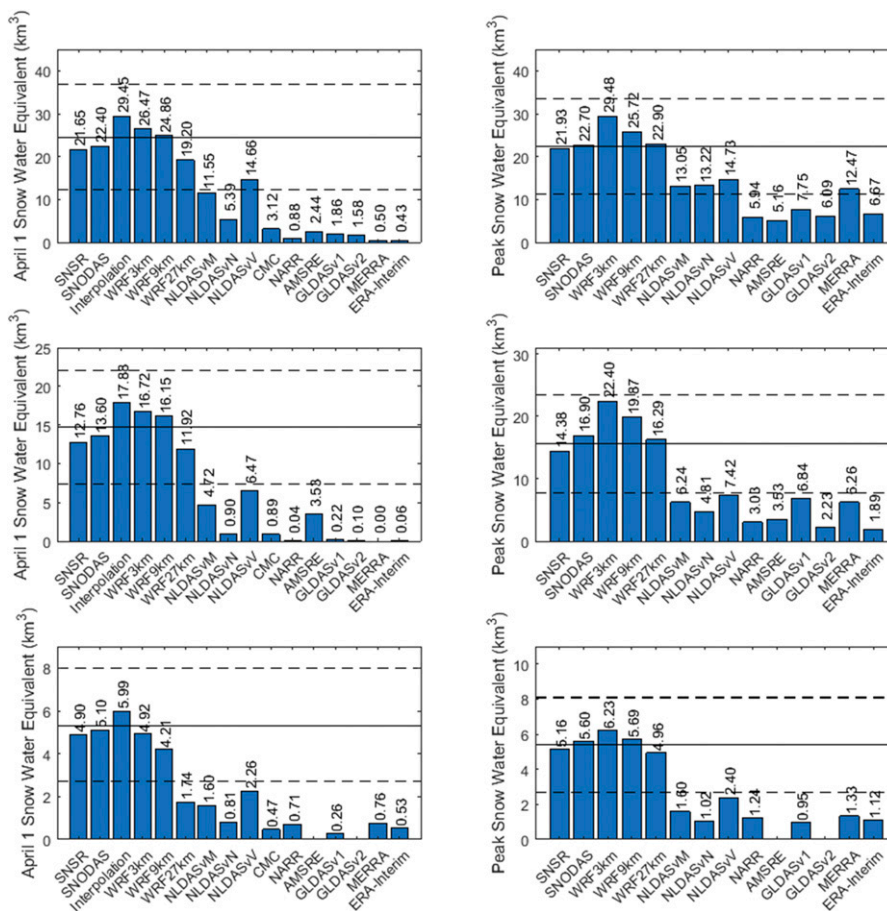 April 1 Snow Water Equivalent (km³)
40
30
20
10
0
21.65
22.40
29.45
26.47
24.86
19.20
11.55
5.39
14.66
3.12
0.88
2.44
1.86
1.58
0.50
0.43
SNSR
SNODAS
Interpolation
WRF3km
WRF9km
WRF27km
NLDASvM
NLDASvN
NLDASvV
CMC
NARR
AMSRE
GLDASv1
GLDASv2
MERRA
ERA-Interim
Peak Snow Water Equivalent (km³)
40
30
20
10
0
21.93
22.70
29.48
25.72
22.90
13.05
13.22
14.73
5.94
5.16
7.75
6.09
12.47
6.67
SNSR
SNODAS
WRF3km
WRF9km
WRF27km
NLDASvM
NLDASvN
NLDASvV
NARR
AMSRE
GLDASv1
GLDASv2
MERRA
ERA-Interim
April 1 Snow Water Equivalent (km³)
25
20
15
10
5
0
12.76
13.60
17.88
16.72
16.15
11.92
4.72
0.90
6.47
0.89
0.04
3.53
0.22
0.10
0.00
0.06
SNSR
SNODAS
Interpolation
WRF3km
WRF9km
WRF27km
NLDASvM
NLDASvN
NLDASvV
CMC
NARR
AMSRE
GLDASv1
GLDASv2
MERRA
ERA-Interim
Peak Snow Water Equivalent (km³)
30
20
10
0
14.38
16.90
22.40
19.87
16.29
6.24
4.81
7.42
3.03
3.53
6.84
2.23
6.26
1.89
SNSR
SNODAS
WRF3km
WRF9km
WRF27km
NLDASvM
NLDASvN
NLDASvV
NARR
AMSRE
GLDASv1
GLDASv2
MERRA
ERA-Interim
April 1 Snow Water Equivalent (km³)
8
6
4
2
0
4.90
5.10
5.99
4.92
4.21
1.74
1.60
0.81
2.26
0.47
0.71
0.26
0.76
0.53
SNSR
SNODAS
Interpolation
WRF3km
WRF9km
WRF27km
NLDASvM
NLDASvN
NLDASvV
CMC
NARR
AMSRE
GLDASv1
GLDASv2
MERRA
ERA-Interim
Peak Snow Water Equivalent (km³)
10
8
6
4
2
0
5.16
5.60
6.23
5.69
4.96
1.60
1.02
2.40
1.24
0.95
1.33
1.12
SNSR
SNODAS
WRF3km
WRF9km
WRF27km
NLDASvM
NLDASvN
NLDASvV
NARR
AMSRE
GLDASv1
GLDASv2
MERRA
ERA-Interim